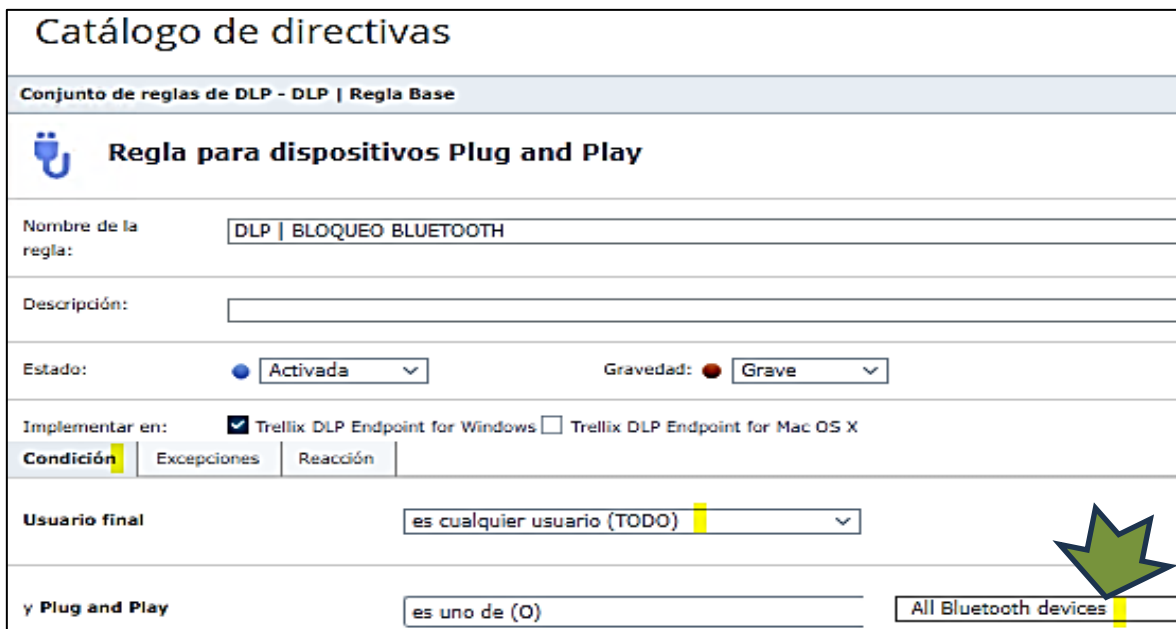 Catálogo de directivas
Conjunto de reglas de DLP - DLP | Regla Base
Regla para dispositivos Plug and Play
Nombre de la
regla:
DLP | BLOQUEO BLUETOOTH
Descripción:
Estado: Activada Gravedad: Grave
Implementar en: Trellix DLP Endpoint for Windows Trellix DLP Endpoint for Mac OS X
Condición Excepciones Reacción
Usuario final es cualquier usuario (TODO)
y Plug and Play es uno de (O) All Bluetooth devices